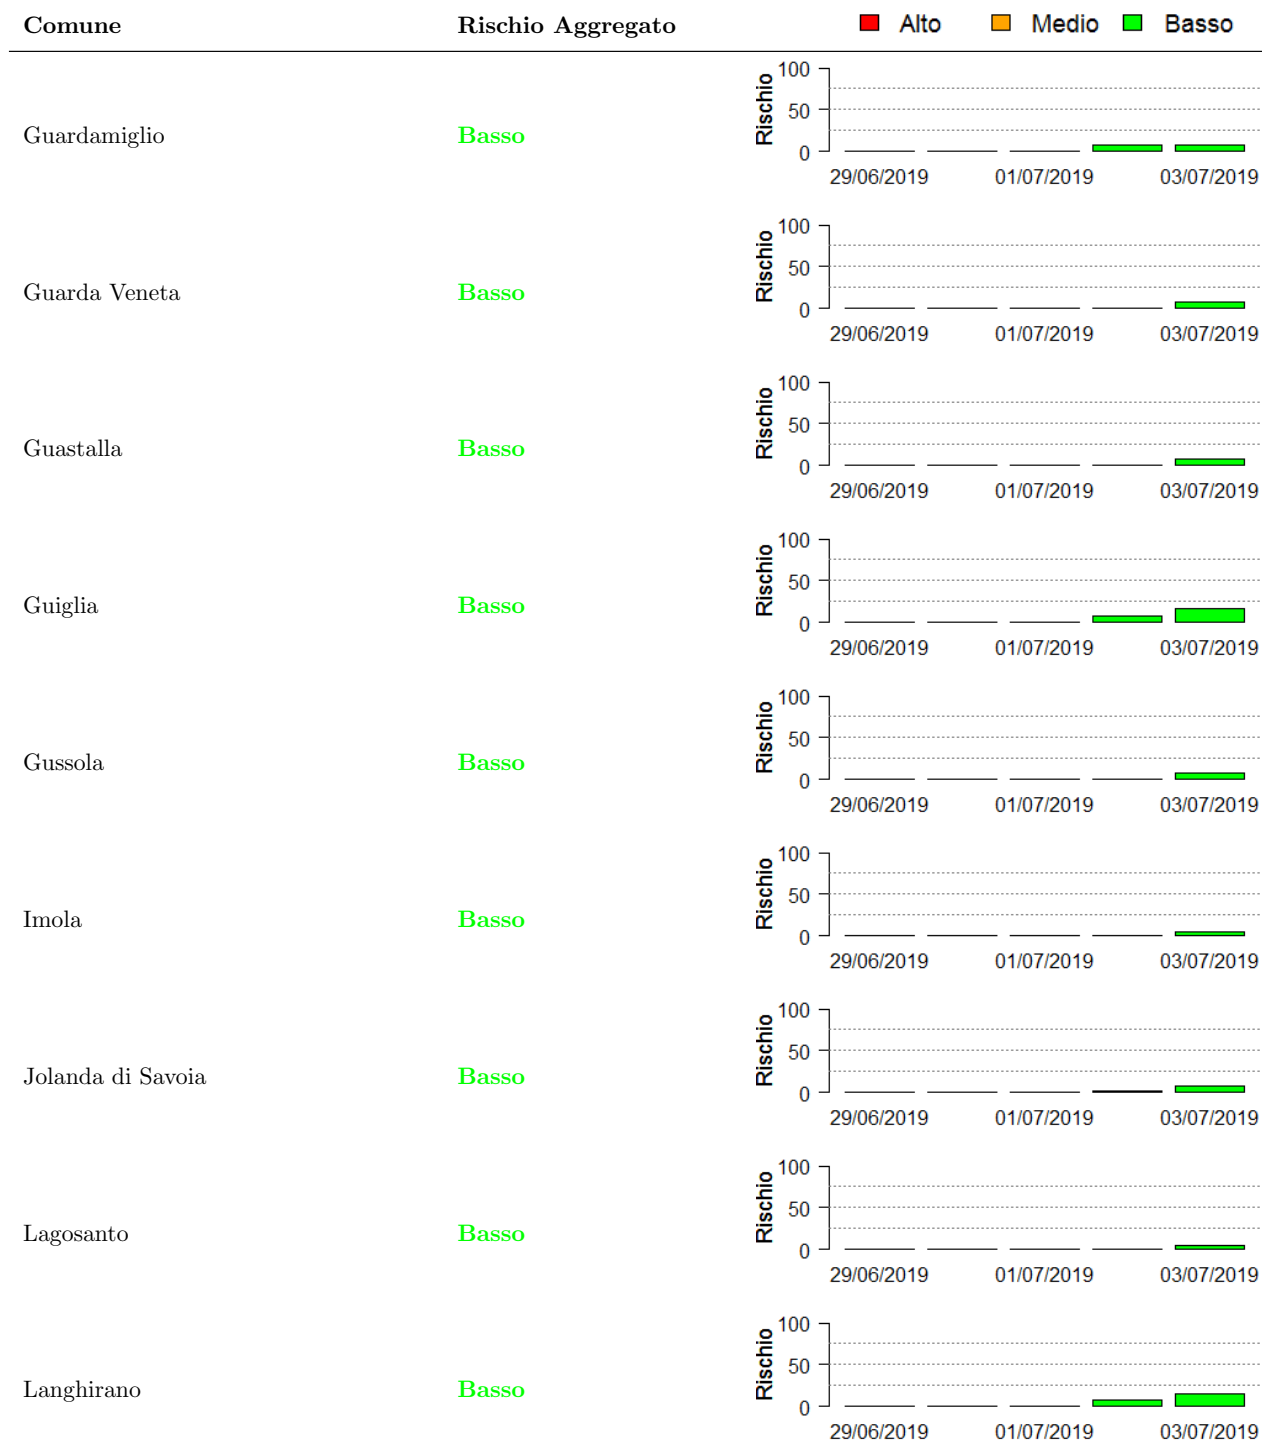 Comune Rischio Aggregato Alto Medio Basso
Guardamiglio Basso Rischio 100 50 0
29/06/2019 01/07/2019 03/07/2019
Guarda Veneta Basso Rischio 100 50 0
29/06/2019 01/07/2019 03/07/2019
Guastalla Basso Rischio 100 50 0
29/06/2019 01/07/2019 03/07/2019
Guiglia Basso Rischio 100 50 0
29/06/2019 01/07/2019 03/07/2019
Gussola Basso Rischio 100 50 0
29/06/2019 01/07/2019 03/07/2019
Imola Basso Rischio 100 50 0
29/06/2019 01/07/2019 03/07/2019
Jolanda di Savoia Basso Rischio 100 50 0
29/06/2019 01/07/2019 03/07/2019
Lagosanto Basso Rischio 100 50 0
29/06/2019 01/07/2019 03/07/2019
Langhirano Basso Rischio 100 50 0
29/06/2019 01/07/2019 03/07/2019